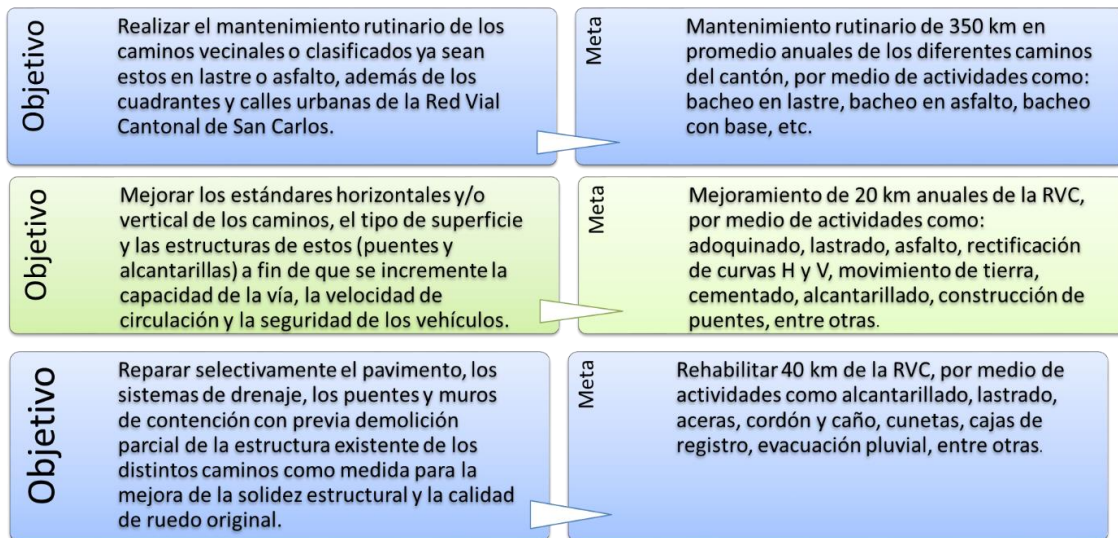 Objetivo
Realizar el mantenimiento rutinario de los
caminos vecinales o clasificados ya sean
estos en lastre o asfalto, además de los
cuadrantes y calles urbanas de la Red Vial
Cantonal de San Carlos.
Meta
Mantenimiento rutinario de 350 km en
promedio anuales de los diferentes caminos
del cantón, por medio de actividades como:
bacheo en lastre, bacheo en asfalto, bacheo
con base, etc.
Objetivo
Mejorar los estándares horizontales y/o
vertical de los caminos, el tipo de superficie
y las estructuras de estos (puentes y
alcantarillas) a fin de que se incremente la
capacidad de la vía, la velocidad de
circulación y la seguridad de los vehículos.
Meta
Mejoramiento de 20 km anuales de la RVC,
por medio de actividades como:
adoquinado, lastrado, asfalto, rectificación
de curvas H y V, movimiento de tierra,
cementado, alcantarillado, construcción de
puentes, entre otras.
Objetivo
Reparar selectivamente el pavimento, los
sistemas de drenaje, los puentes y muros
de contención con previa demolición
parcial de la estructura existente de los
distintos caminos como medida para la
mejora de la solidez estructural y la calidad
de ruedo original.
Meta
Rehabilitar 40 km de la RVC, por medio de
actividades como alcantarillado, lastrado,
aceras, cordón y caño, cunetas, cajas de
registro, evacuación pluvial, entre otras.